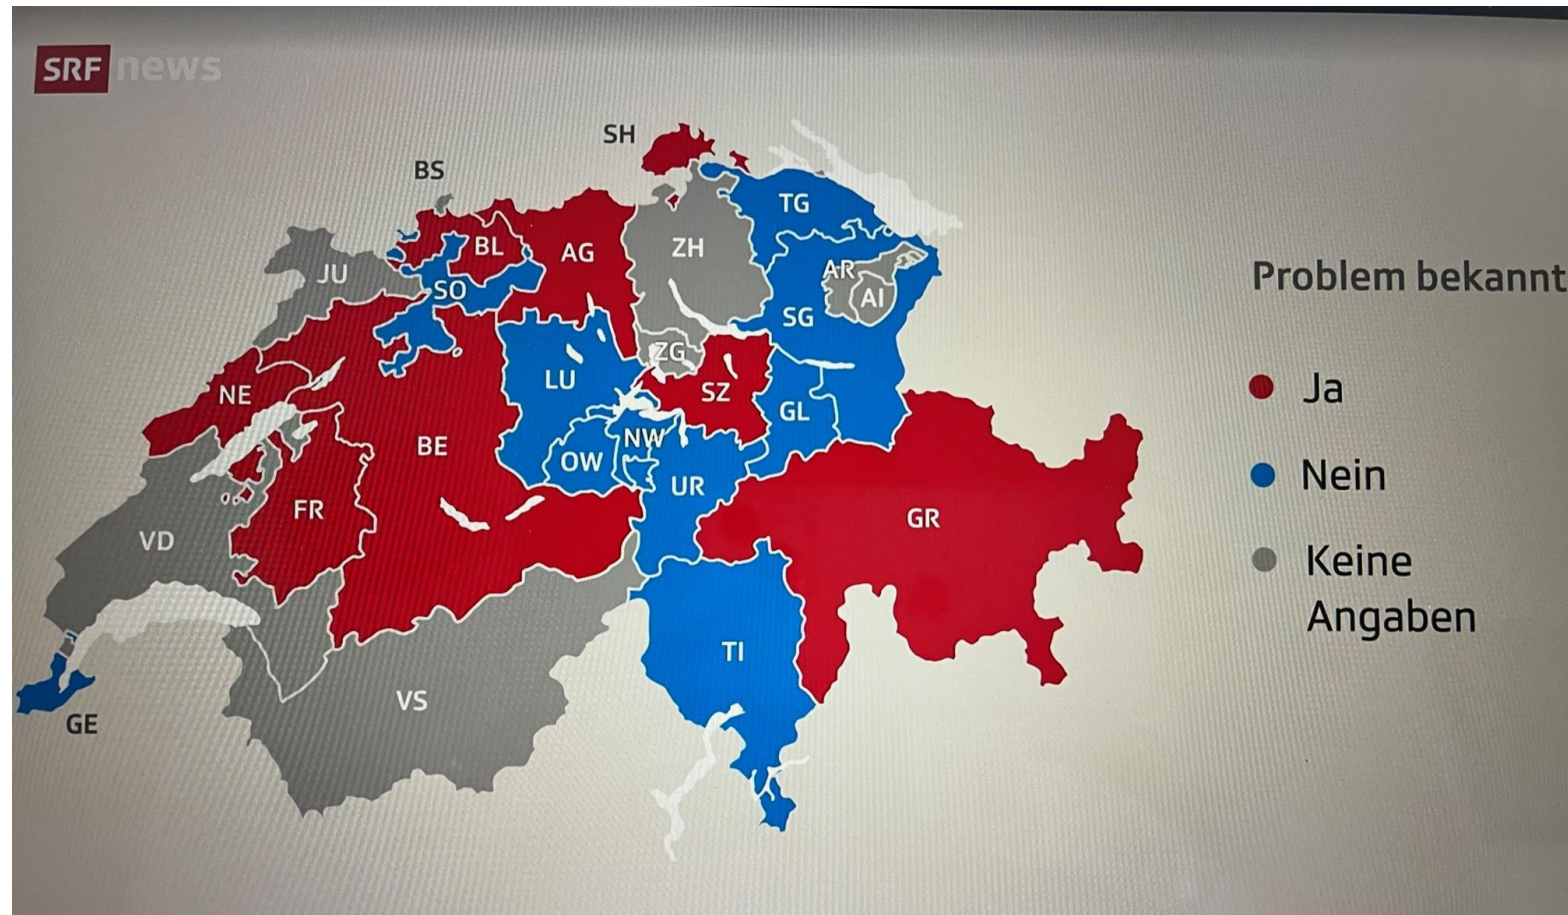 SRF news
SH
BS
TG
BL
AG
ZH
AR
JU
SO
AI
SG
ZG
LU
SZ
NE
GL
NW
BE
OW
UR
FR
GR
VD
TI
VS
GE
Problem bekannt
Ja
Nein
Keine
Angaben